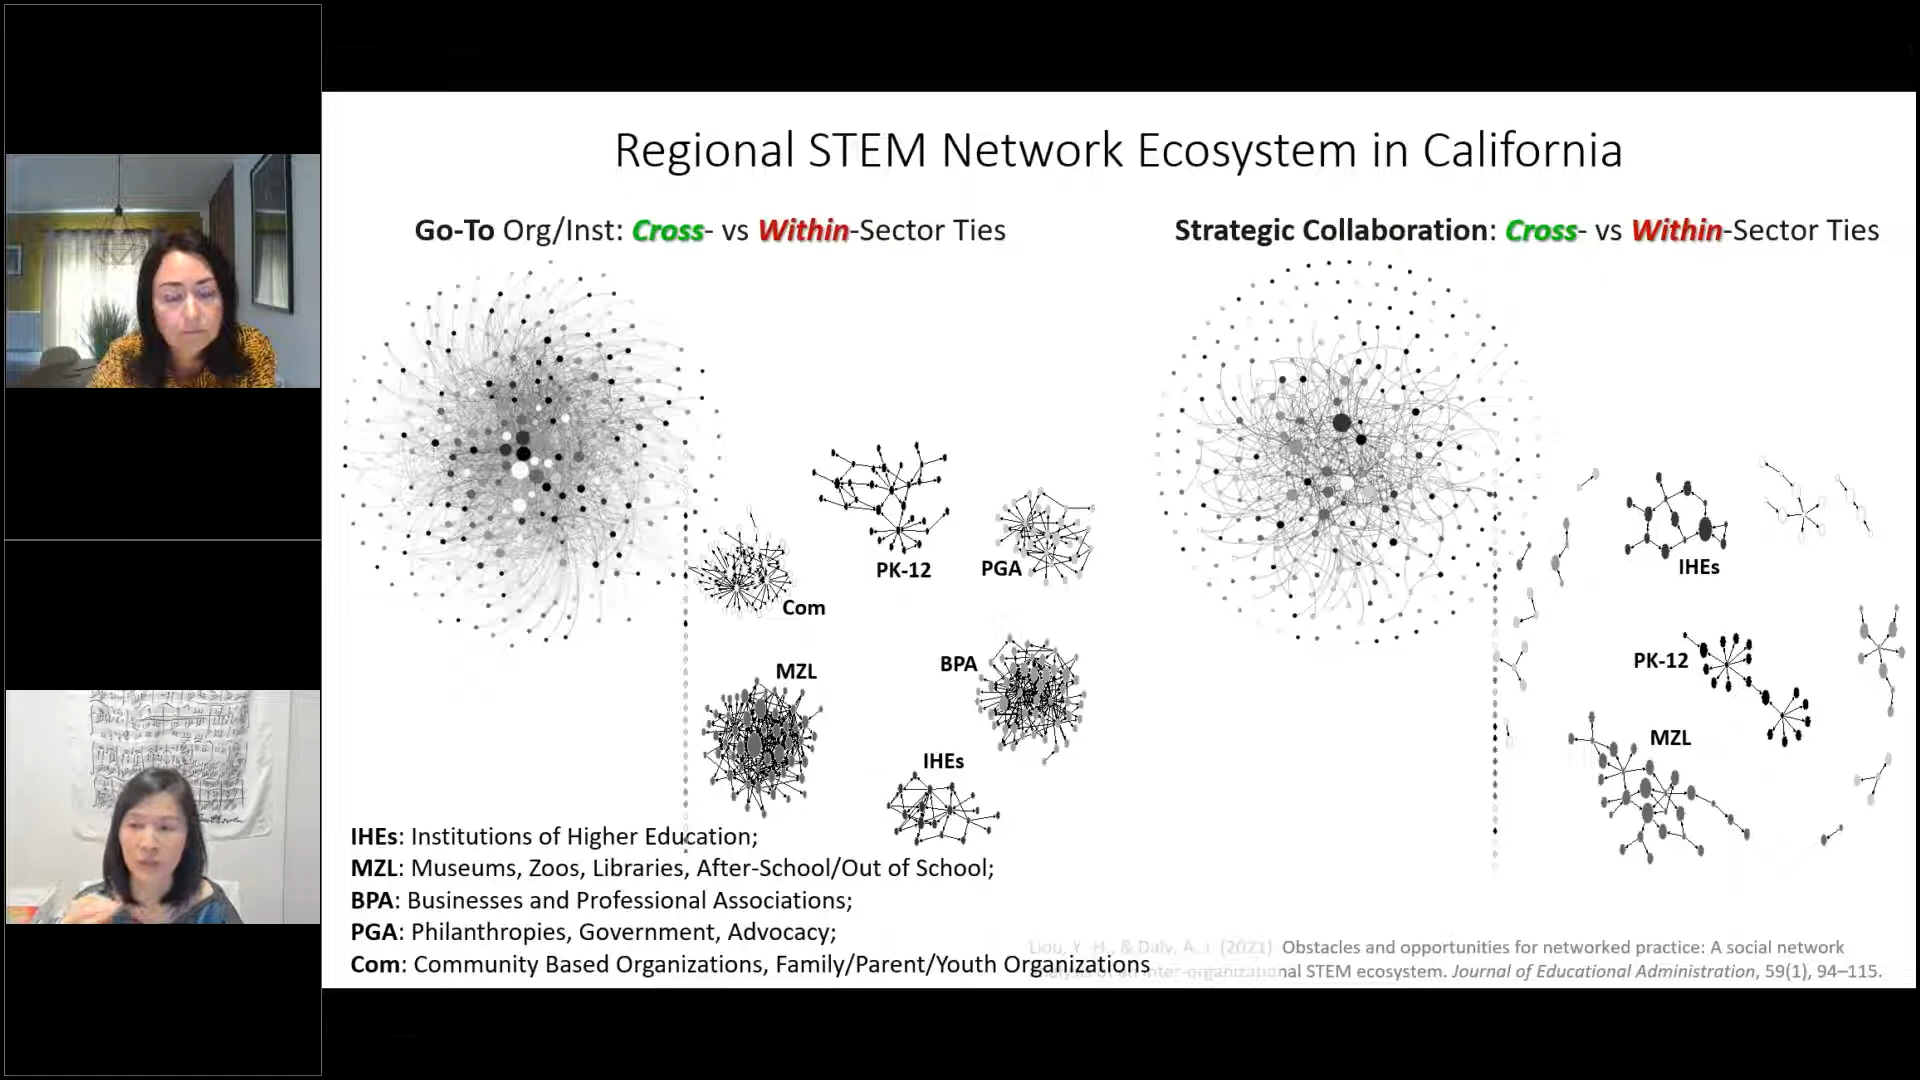 Regional STEM Network Ecosystem in California
Go-To Org/Inst: Cross- vs Within-Sector Ties
Strategic Collaboration: Cross- vs Within-Sector Ties
PK-12
PGA
Com
MZL
BPA
IHEs
IHEs
PK-12
MZL
IHEs: Institutions of Higher Education;
MZL: Museums, Zoos, Libraries, After-School/Out of School;
BPA: Businesses and Professional Associations;
PGA: Philanthropies, Government, Advocacy;
Com: Community Based Organizations, Family/Parent/Youth Organizations
Liou, Y.-H., & Daly, A. J. (2021) Obstacles and opportunities for networked practice: A social network
inter-organizational STEM ecosystem. Journal of Educational Administration, 59(1), 94–115.